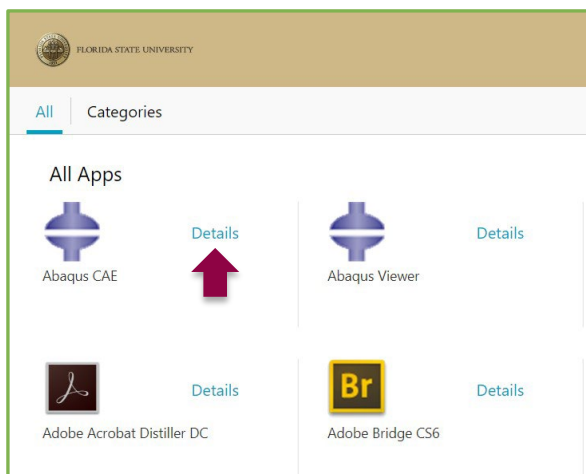 FLORIDA STATE UNIVERSITY
All Categories
All Apps
Details Details
Abaqus CAE Abaqus Viewer
Br
Details Details
Adobe Acrobat Distiller DC Adobe Bridge CS6